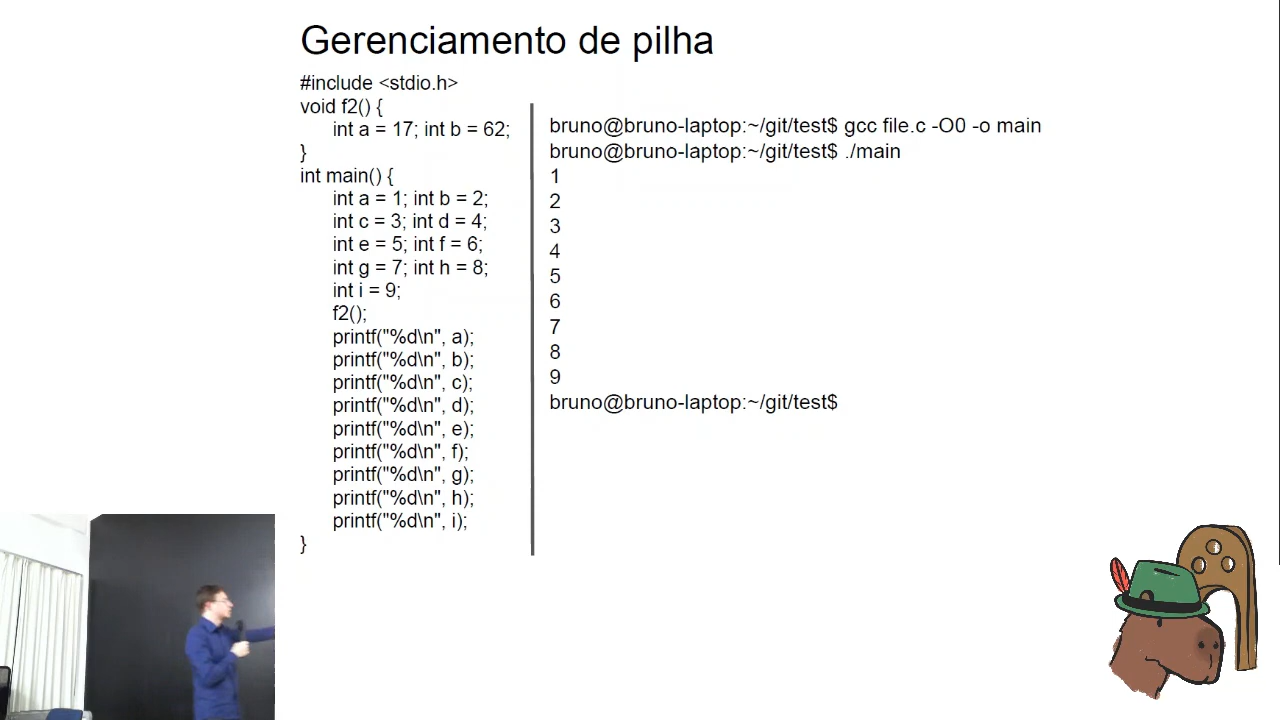 Gerenciamento de pilha
#include <stdio.h>
void f2() {
int a = 17; int b = 62;
}
int main() {
int a = 1; int b = 2;
int c = 3; int d = 4;
int e = 5; int f = 6;
int g = 7; int h = 8;
int i = 9;
f2();
printf("%d\n", a);
printf("%d\n", b);
printf("%d\n", c);
printf("%d\n", d);
printf("%d\n", e);
printf("%d\n", f);
printf("%d\n", g);
printf("%d\n", h);
printf("%d\n", i);
}
bruno@bruno-laptop:~/git/test$ gcc file.c -O0 -o main
bruno@bruno-laptop:~/git/test$ ./main
1
2
3
4
5
6
7
8
9
bruno@bruno-laptop:~/git/test$